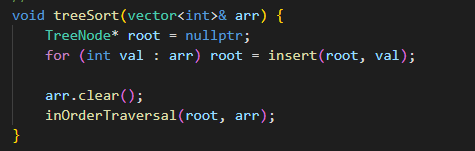 void treeSort(vector<int>& arr) {
    TreeNode* root = nullptr;
    for (int val : arr) root = insert(root, val);

    arr.clear();
    inOrderTraversal(root, arr);
}